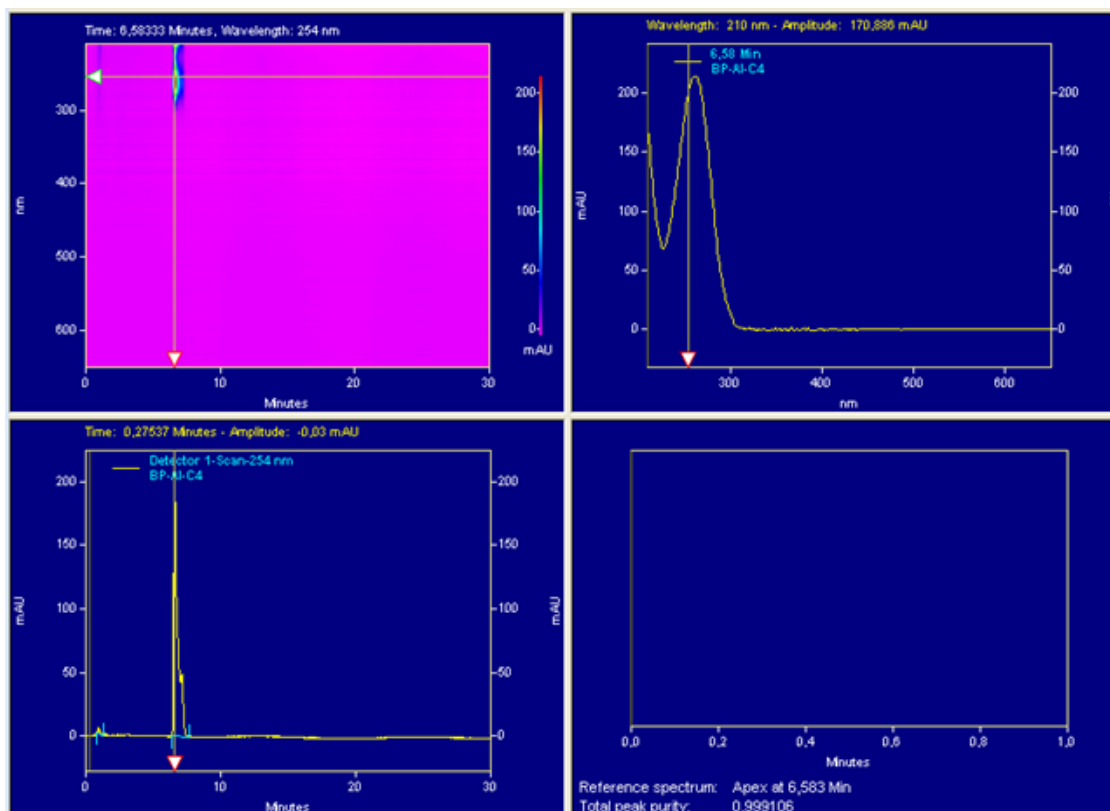 Time: 6,58333 Minutes, Wavelength: 254 nm
200
300
100
400
50
500
600
0
mAU
nm
0
10
20
30
Minutes
Wavelength: 210 nm - Amplitude: 170,886 mAU
6,58 Min
BP-Al-C4
200
200
150
150
100
100
50
50
0
0
mAU
mAU
300
400
500
600
nm
Time: 0,27537 Minutes - Amplitude: -0,03 mAU
Detector 1-Scan-254 nm
BP-Al-C4
200
200
150
150
100
100
50
50
0
0
mAU
mAU
0
10
20
30
Minutes
0,0
0,2
0,4
0,6
0,8
1,0
Minutes
Reference spectrum: Apex at 6,583 Min
Total peak purity: 0,999106